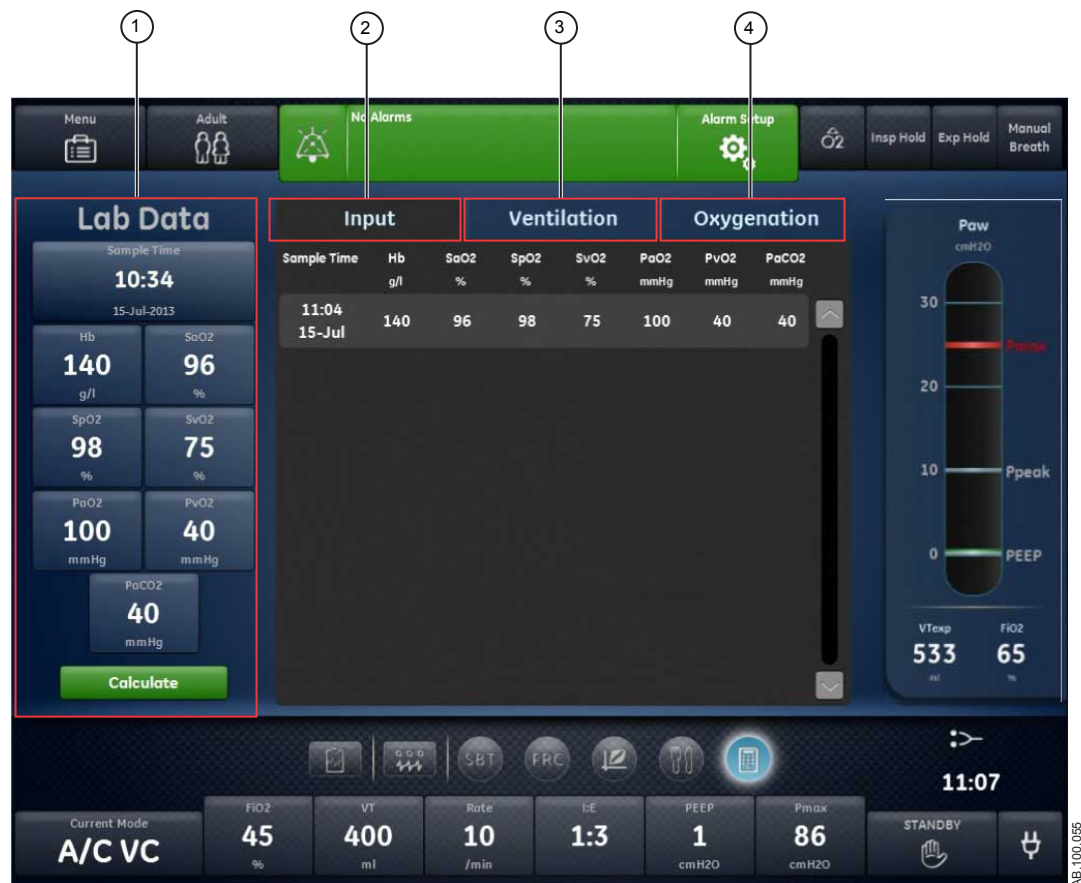 1
2
3
4
Menu
Adult
No Alarms
Alarm Setup
O2
Insp Hold
Exp Hold
Manual
Breath
Lab Data
Sample Time
10:34
15-Jul-2013
Hb
140
g/l
SaO2
96
%
SpO2
98
%
SvO2
75
%
PaO2
100
mmHg
PvO2
40
mmHg
PaCO2
40
mmHg
Calculate
Input
Ventilation
Oxygenation
Sample Time Hb SaO2 SpO2 SvO2 PaO2 PvO2 PaCO2
g/l % % % mmHg mmHg mmHg
11:04
15-Jul
140 96 98 75 100 40 40
Paw
cmH2O
30
Pmax
20
10
Ppeak
0
PEEP
VTexp
533
ml
FiO2
65
%
SBT
FRC
11:07
Current Mode
A/C VC
FiO2
45
%
VT
400
ml
Rate
10
/min
I:E
1:3
PEEP
1
cmH2O
Pmax
86
cmH2O
STANDBY
AB.100.055